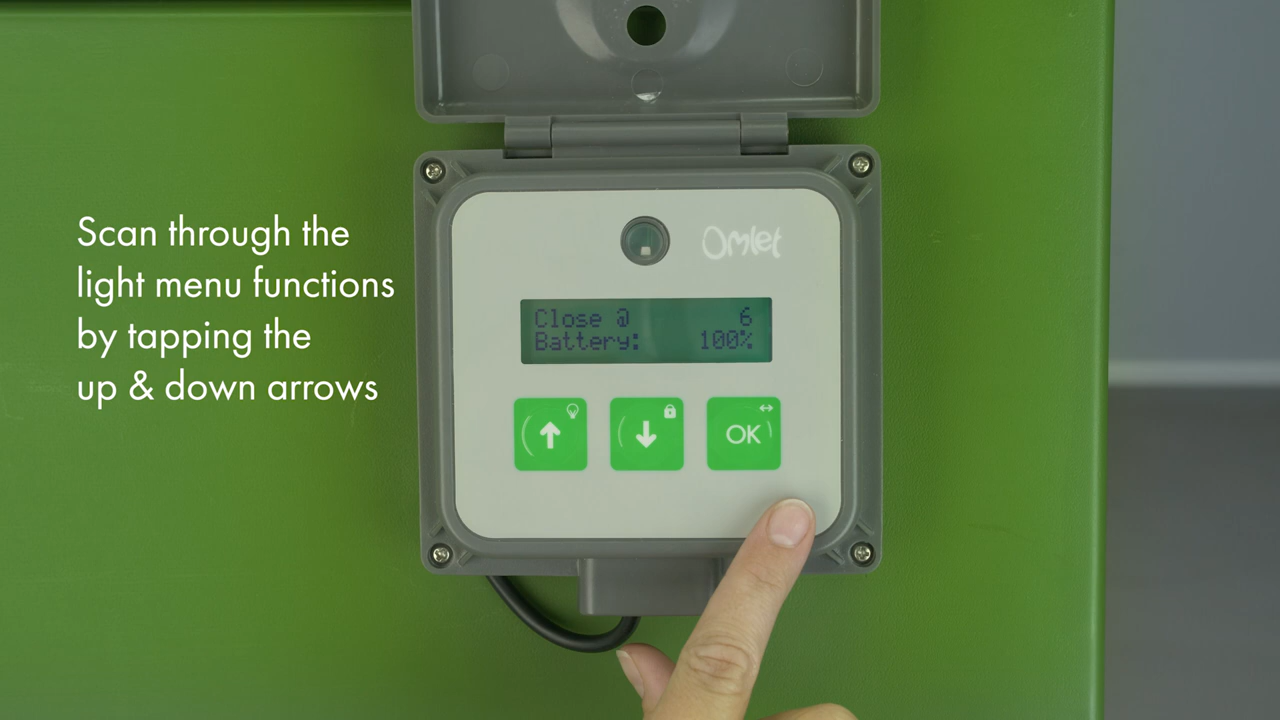 Scan through the
light menu functions
by tapping the
up & down arrows
Omlet
Close @ 6
Battery: 100%
OK